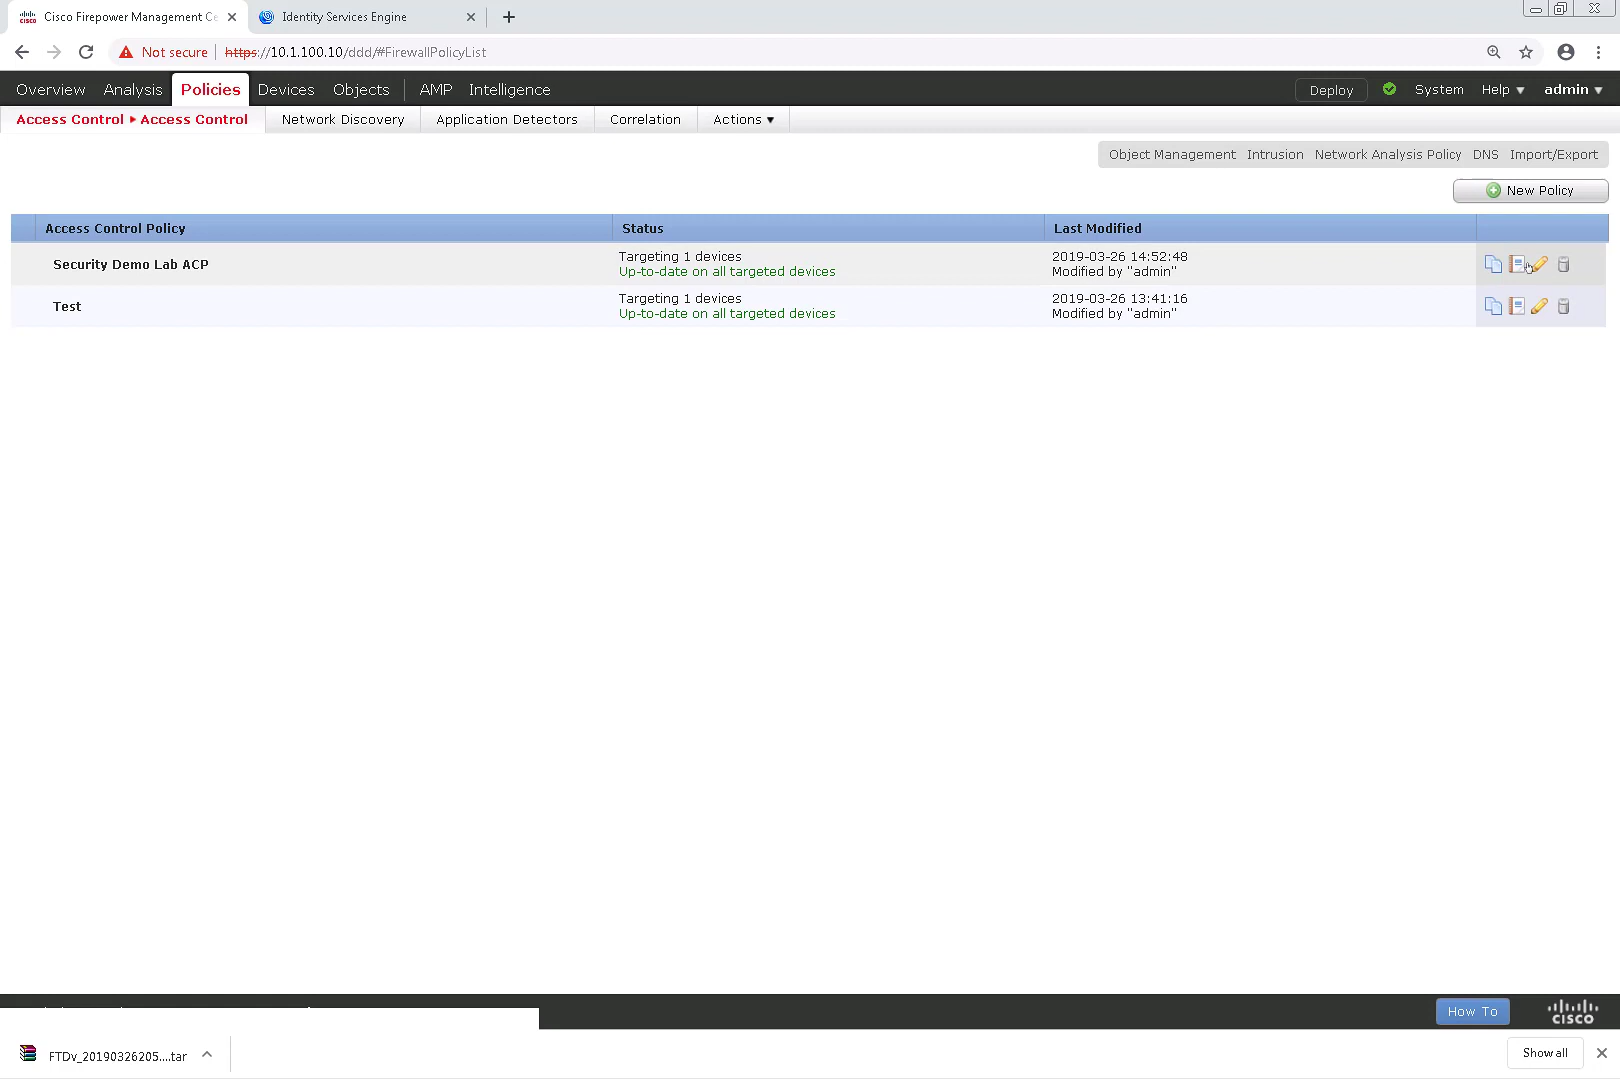 Cisco Firepower Management Ce
Identity Services Engine
Not secure
https://10.1.100.10/ddd/#FirewallPolicyList
Overview Analysis Policies Devices Objects AMP Intelligence Deploy System Help ▼ admin ▼
Access Control ▸ Access Control Network Discovery Application Detectors Correlation Actions ▼
Object Management Intrusion Network Analysis Policy DNS Import/Export
New Policy
Access Control Policy Status Last Modified
Security Demo Lab ACP
Targeting 1 devices
Up-to-date on all targeted devices
2019-03-26 14:52:48
Modified by "admin"
Test
Targeting 1 devices
Up-to-date on all targeted devices
2019-03-26 13:41:16
Modified by "admin"
How To
CISCO
FTDv_20190326205....tar
Show all